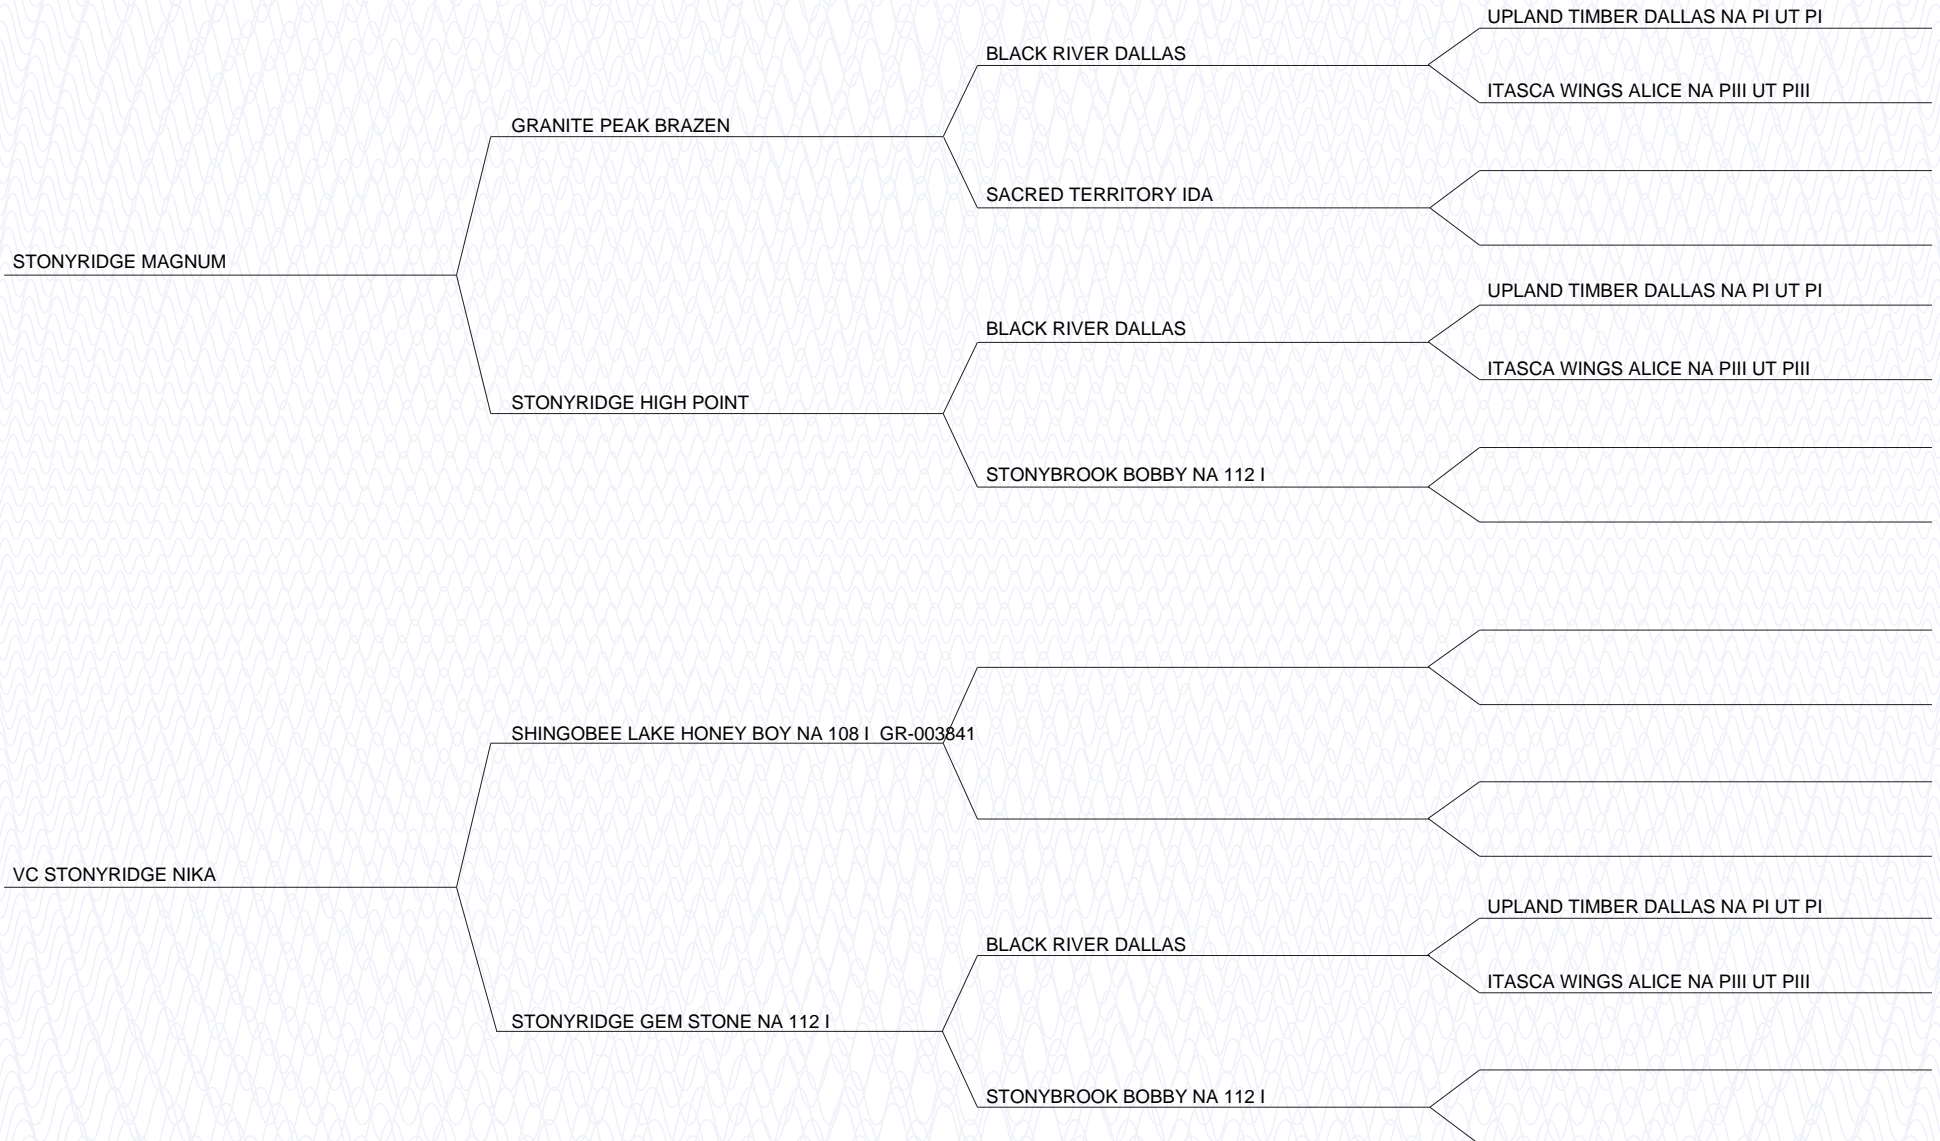 UPLAND TIMBER DALLAS NA PI UT PI
BLACK RIVER DALLAS
ITASCA WINGS ALICE NA PIII UT PIII
GRANITE PEAK BRAZEN
SACRED TERRITORY IDA
STONYRIDGE MAGNUM
UPLAND TIMBER DALLAS NA PI UT PI
BLACK RIVER DALLAS
ITASCA WINGS ALICE NA PIII UT PIII
STONYRIDGE HIGH POINT
STONYBROOK BOBBY NA 112 I
SHINGOBEE LAKE HONEY BOY NA 108 I GR-003841
VC STONYRIDGE NIKA
UPLAND TIMBER DALLAS NA PI UT PI
BLACK RIVER DALLAS
ITASCA WINGS ALICE NA PIII UT PIII
STONYRIDGE GEM STONE NA 112 I
STONYBROOK BOBBY NA 112 I